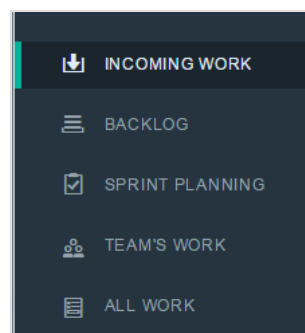 INCOMING WORK
BACKLOG
SPRINT PLANNING
TEAM'S WORK
ALL WORK